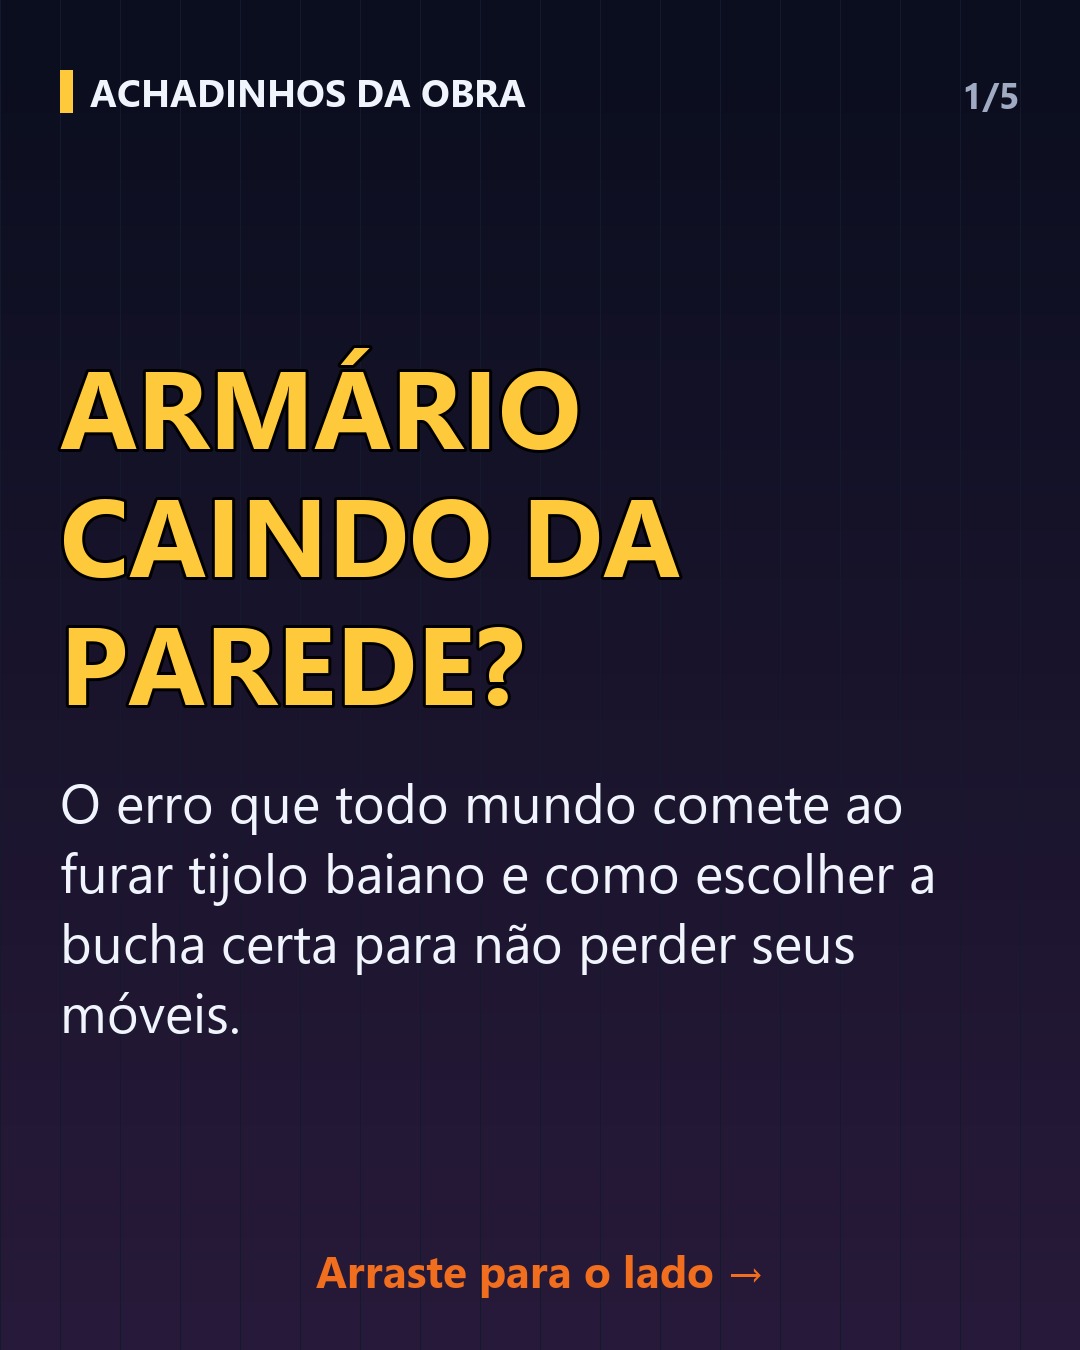 ACHADINHOS DA OBRA
1/5
ARMÁRIO
CAINDO DA
PAREDE?
O erro que todo mundo comete ao
furar tijolo baiano e como escolher a
bucha certa para não perder seus
móveis.
Arraste para o lado →